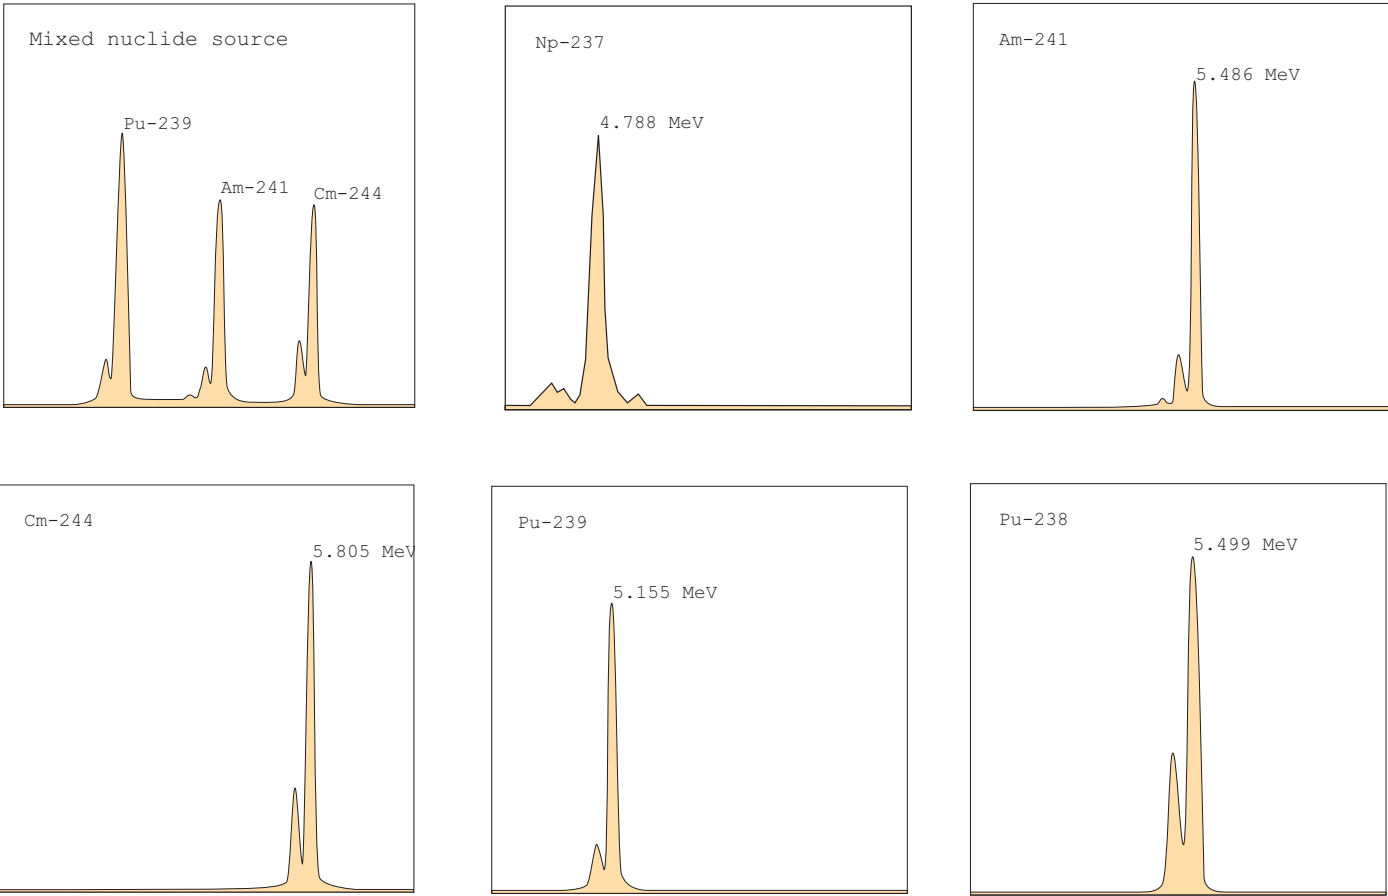 Mixed nuclide source
Pu-239
Am-241
Cm-244
Np-237
4.788 MeV
Am-241
5.486 MeV
Cm-244
5.805 MeV
Pu-239
5.155 MeV
Pu-238
5.499 MeV